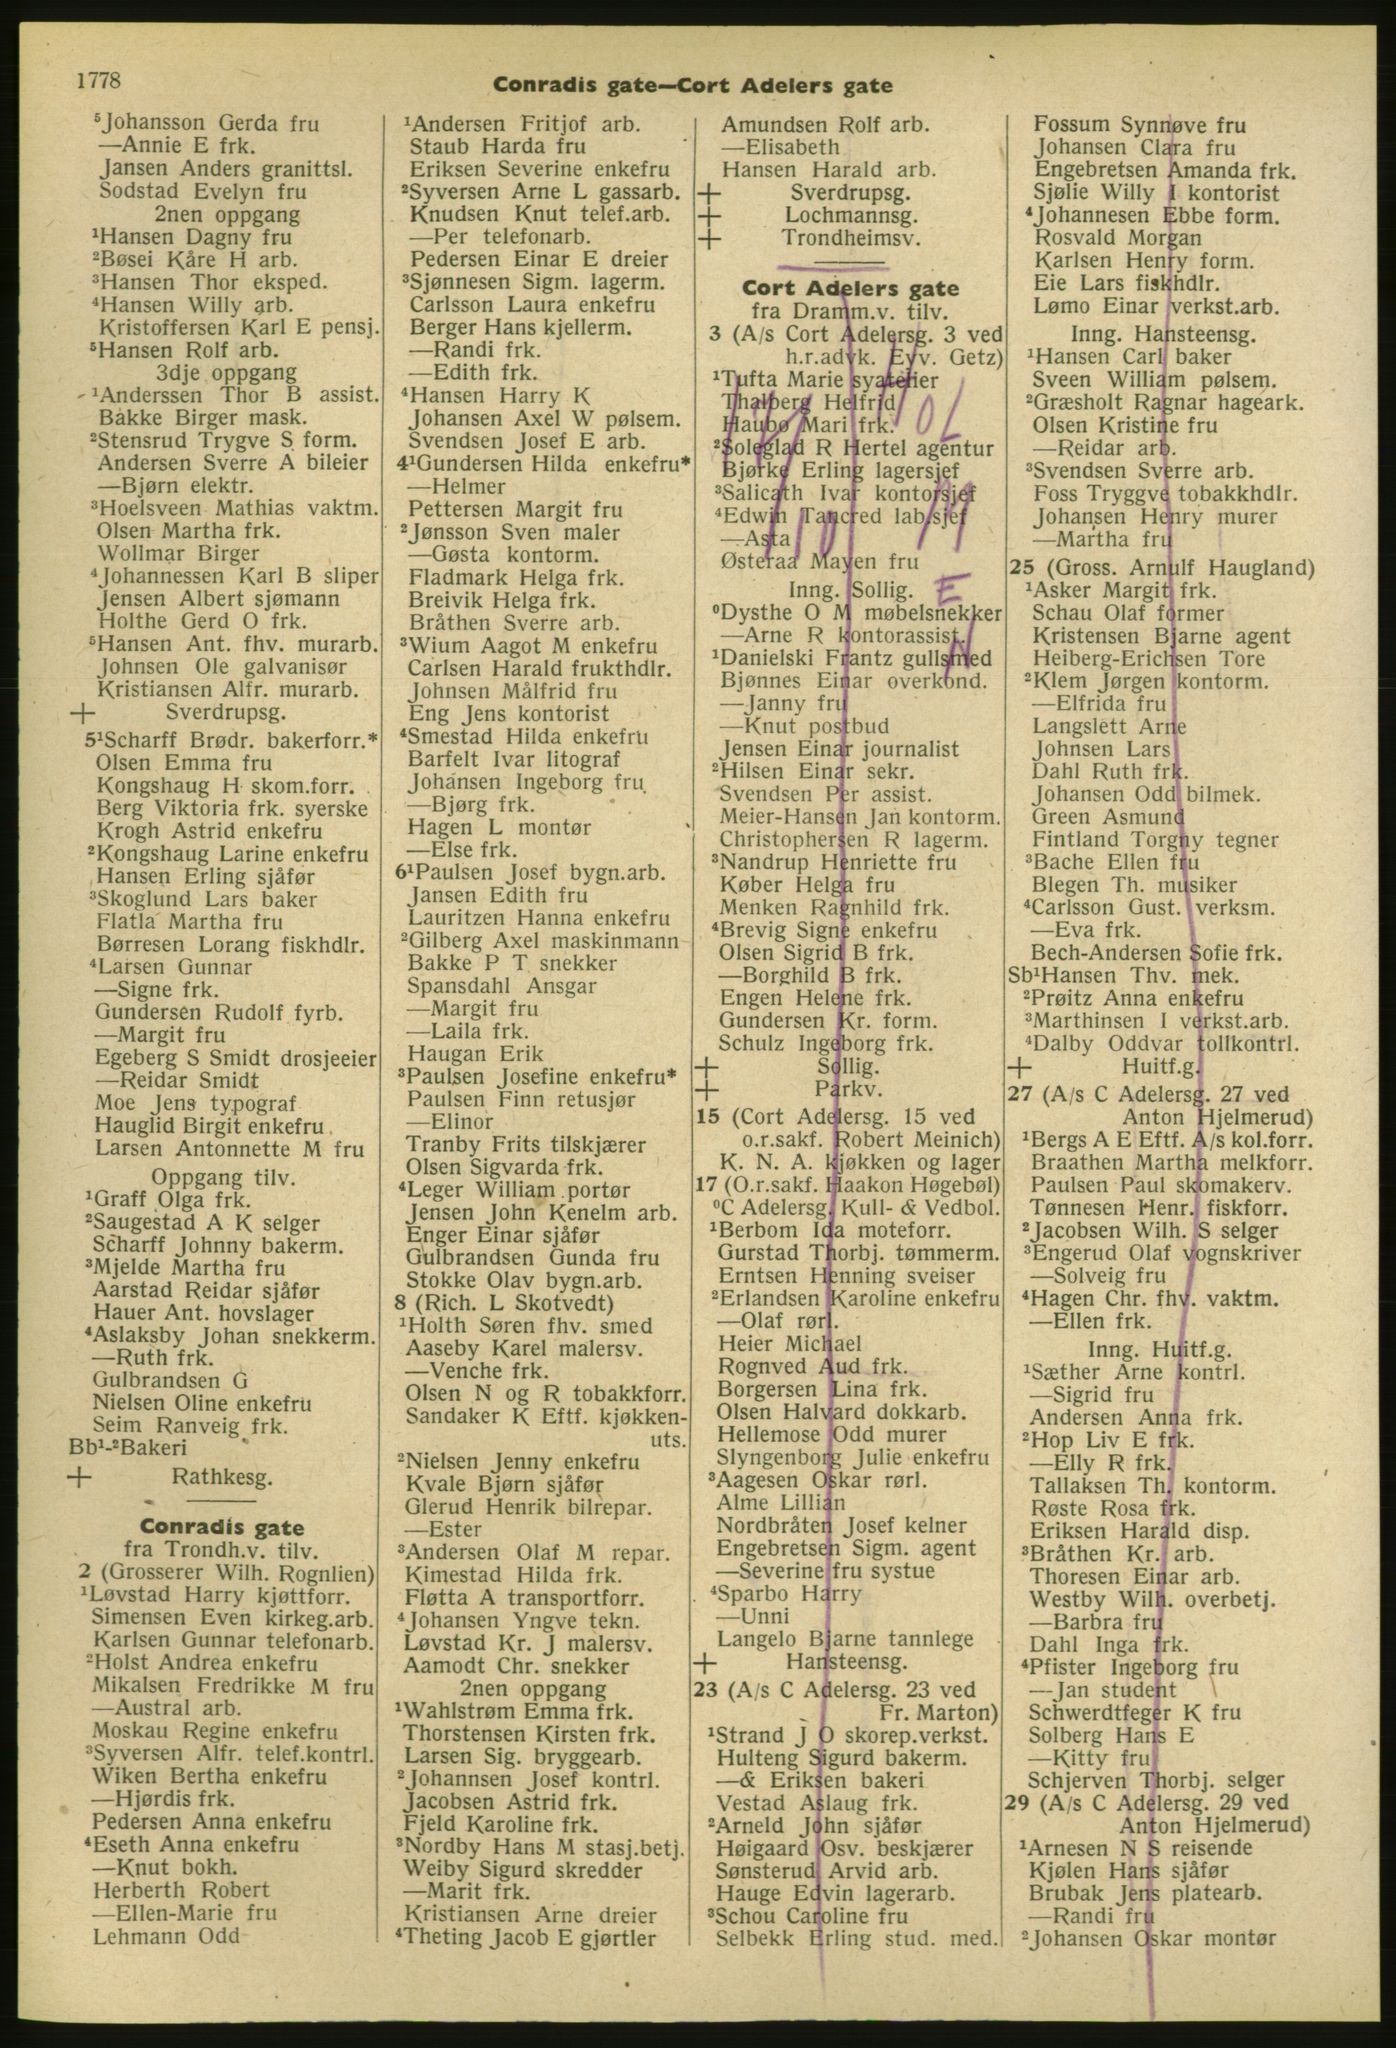 1778
Conradis gate—Cort Adelers gate
⁵Johansson Gerda fru
—Annie E frk.
Jansen Anders granittsl.
Sodstad Evelyn fru
2nen oppgang
¹Hansen Dagny fru
²Bøsei Kåre H arb.
³Hansen Thor eksped.
⁴Hansen Willy arb.
Kristoffersen Karl E pensj.
⁵Hansen Rolf arb.
3dje oppgang
¹Anderssen Thor B assist.
Bakke Birger mask.
²Stensrud Trygve S form.
Andersen Sverre A bileier
—Bjørn elektr.
³Hoelsveen Mathias vaktm.
Olsen Martha frk.
Wollmar Birger
⁴Johannessen Karl B sliper
Jensen Albert sjømann
Holthe Gerd O frk.
⁵Hansen Ant. fhv. murarb.
Johnsen Ole galvanisør
Kristiansen Alfr. murarb.
+ Sverdrupsg.
5¹Scharff Brødr. bakerforr.*
Olsen Emma fru
Kongshaug H skom.forr.
Berg Viktoria frk. syerske
Krogh Astrid enkefru
²Kongshaug Larine enkefru
Hansen Erling sjåfør
³Skoglund Lars baker
Flatla Martha fru
Børresen Lorang fiskhdlr.
⁴Larsen Gunnar
—Signe frk.
Gundersen Rudolf fyrb.
—Margit fru
Egeberg S Smidt drosjeeier
—Reidar Smidt
Moe Jens typograf
Hauglid Birgit enkefru
Larsen Antonnette M fru
Oppgang tilv.
¹Graff Olga frk.
²Saugestad A K selger
Scharff Johnny bakerm.
³Mjelde Martha fru
Aarstad Reidar sjåfør
Hauer Ant. hovslager
⁴Aslaksby Johan snekkerm.
—Ruth frk.
Gulbrandsen G
Nielsen Oline enkefru
Seim Ranveig frk.
Bb¹-²Bakeri
+ Rathkesg.
Conradis gate
fra Trondh.v. tilv.
2 (Grosserer Wilh. Rognlien)
¹Løvstad Harry kjøttforr.
Simensen Even kirkeg.arb.
Karlsen Gunnar telefonarb.
²Holst Andrea enkefru
Mikalsen Fredrikke M fru
—Austral arb.
Moskau Regine enkefru
³Syversen Alfr. telef.kontrl.
Wiken Bertha enkefru
—Hjørdis frk.
Pedersen Anna enkefru
⁴Eseth Anna enkefru
—Knut bokh.
Herberth Robert
—Ellen-Marie fru
Lehmann Odd
¹Andersen Fritjof arb.
Staub Harda fru
Eriksen Severine enkefru
²Syversen Arne L gassarb.
Knudsen Knut telef.arb.
—Per telefonarb.
Pedersen Einar E dreier
³Sjønnesen Sigm. lagerm.
Carlsson Laura enkefru
Berger Hans kjellerm.
—Randi frk.
—Edith frk.
⁴Hansen Harry K
Johansen Axel W pølsem.
Svendsen Josef E arb.
4¹Gundersen Hilda enkefru*
—Helmer
Pettersen Margit fru
²Jønsson Sven maler
—Gøsta kontorm.
Fladmark Helga frk.
Breivik Helga frk.
Bråthen Sverre arb.
³Wium Aagot M enkefru
Carlsen Harald frukthdlr.
Johnsen Målfrid fru
Eng Jens kontorist
⁴Smestad Hilda enkefru
Barfelt Ivar litograf
Johansen Ingeborg fru
—Bjørg frk.
Hagen L montør
—Else frk.
6¹Paulsen Josef bygn.arb.
Jansen Edith fru
Lauritzen Hanna enkefru
²Gilberg Axel maskinmann
Bakke P T snekker
Spansdahl Ansgar
—Margit fru
—Laila frk.
Haugan Erik
³Paulsen Josefine enkefru*
Paulsen Finn retusjør
—Elinor
Tranby Frits tilskjærer
Olsen Sigvarda frk.
⁴Leger William portør
Jensen John Kenelm arb.
Enger Einar sjåfør
Gulbrandsen Gunda fru
Stokke Olav bygn.arb.
8 (Rich. L Skotvedt)
¹Holth Søren fhv. smed
Aaseby Karel malersv.
—Venche frk.
Olsen N og R tobakkforr.
Sandaker K Eftf. kjøkken-
uts.
²Nielsen Jenny enkefru
Kvale Bjørn sjåfør
Glerud Henrik bilrepar.
—Ester
³Andersen Olaf M repar.
Kimestad Hilda frk.
Fløtta A transportforr.
⁴Johansen Yngve tekn.
Løvstad Kr. J malersv.
Aamodt Chr. snekker
2nen oppgang
¹Wahlstrøm Emma frk.
Thorstensen Kirsten frk.
Larsen Sig. bryggearb.
²Johannsen Josef kontrl.
Jacobsen Astrid frk.
Fjeld Karoline frk.
³Nordby Hans M stasj.betj.
Weiby Sigurd skredder
—Marit frk.
Kristiansen Arne dreier
⁴Theting Jacob E gjørtler
Amundsen Rolf arb.
—Elisabeth
Hansen Harald arb.
+ Sverdrupsg.
+ Lochmannsg.
+ Trondheimsv.
Cort Adelers gate
fra Dramm.v. tilv.
3 (A/s Cort Adelersg. 3 ved
h.r.advk. Eyv. Getz)
¹Tufta Marie syatelier
Thalberg Helfrid
Haubo Mari frk.
²Soleglad R Hertel agentur
Bjørke Erling lagersjef
³Salicath Ivar kontorsjef
⁴Edwin Tancred lab.sjef
—Asta
Østeraa Mayen fru
Inng. Sollig.
⁰Dysthe O M møbelsnekker
—Arne R kontorassist.
¹Danielski Frantz gullsmed
Bjønnes Einar overkond.
—Janny fru
—Knut postbud
Jensen Einar journalist
²Hilsen Einar sekr.
Svendsen Per assist.
Meier-Hansen Jan kontorm.
Christophersen R lagerm.
³Nandrup Henriette fru
Køber Helga fru
Menken Ragnhild frk.
⁴Brevig Signe enkefru
Olsen Sigrid B frk.
—Borghild B frk.
Engen Helene frk.
Gundersen Kr. form.
Schulz Ingeborg frk.
+ Sollig.
+ Parkv.
15 (Cort Adelersg. 15 ved
o.r.sakf. Robert Meinich)
K. N. A. kjøkken og lager
17 (O.r.sakf. Haakon Høgebøl)
⁰C Adelersg. Kull- & Vedbol.
¹Berbom Ida moteforr.
Gurstad Thorbj. tømmerm.
Erntsen Henning sveiser
²Erlandsen Karoline enkefru
—Olaf rørl.
Heier Michael
Rognved Aud frk.
Borgersen Lina frk.
Olsen Halvard dokkarb.
Hellemose Odd murer
Slyngenborg Julie enkefru
³Aagesen Oskar rørl.
Alme Lillian
Nordbråten Josef kelner
Engebretsen Sigm. agent
—Severine fru systue
⁴Sparbo Harry
—Unni
Langelo Bjarne tannlege
+ Hansteensg.
23 (A/s C Adelersg. 23 ved
Fr. Marton)
¹Strand J O skorep.verkst.
Hulteng Sigurd bakerm.
—& Eriksen bakeri
Vestad Aslaug frk.
²Arneld John sjåfør
Høigaard Osv. beskjærer
Sønsterud Arvid arb.
Hauge Edvin lagerarb.
³Schou Caroline fru
Selbekk Erling stud. med.
Fossum Synnøve fru
Johansen Clara fru
Engebretsen Amanda frk.
Sjølie Willy I kontorist
⁴Johannesen Ebbe form.
Rosvald Morgan
Karlsen Henry form.
Eie Lars fiskhdlr.
Lømo Einar verkst.arb.
Inng. Hansteensg.
¹Hansen Carl baker
Sveen William pølsem.
²Græsholt Ragnar hageark.
Olsen Kristine fru
—Reidar arb.
³Svendsen Sverre arb.
Foss Tryggve tobakkhdlr.
Johansen Henry murer
—Martha fru
25 (Gross. Arnulf Haugland)
¹Asker Margit frk.
Schau Olaf former
Kristensen Bjarne agent
Heiberg-Erichsen Tore
²Klem Jørgen kontorm.
—Elfrida fru
Langslett Arne
Johnsen Lars
Dahl Ruth frk.
Johansen Odd bilmek.
Green Asmund
Fintland Torgny tegner
³Bache Ellen fru
Blegen Th. musiker
⁴Carlsson Gust. verksm.
—Eva frk.
Bech-Andersen Sofie frk.
Sb¹Hansen Thv. mek.
²Prøitz Anna enkefru
³Marthinsen I verkst.arb.
⁴Dalby Oddvar tollkontrl.
+ Huitf.g.
27 (A/s C Adelersg. 27 ved
Anton Hjelmerud)
¹Bergs A E Eftf. A/s kol.forr.
Braathen Martha melkforr.
Paulsen Paul skomakerv.
Tønnesen Henr. fiskforr.
²Jacobsen Wilh. S selger
³Engerud Olaf vognskriver
—Solveig fru
⁴Hagen Chr. fhv. vaktm.
—Ellen frk.
Inng. Huitf.g.
¹Sæther Arne kontrl.
—Sigrid fru
Andersen Anna frk.
²Hop Liv E frk.
—Elly R frk.
Tallaksen Th. kontorm.
Røste Rosa frk.
Eriksen Harald disp.
³Bråthen Kr. arb.
Thoresen Einar arb.
Westby Wilh. overbetj.
—Barbra fru
Dahl Inga frk.
⁴Pfister Ingeborg fru
—Jan student
Schwerdtfeger K fru
Solberg Hans E
—Kitty fru
Schjerven Thorbj. selger
29 (A/s C Adelersg. 29 ved
Anton Hjelmerud)
¹Arnesen N S reisende
Kjølen Hans sjåfør
Brubak Jens platearb.
—Randi fru
²Johansen Oskar montør